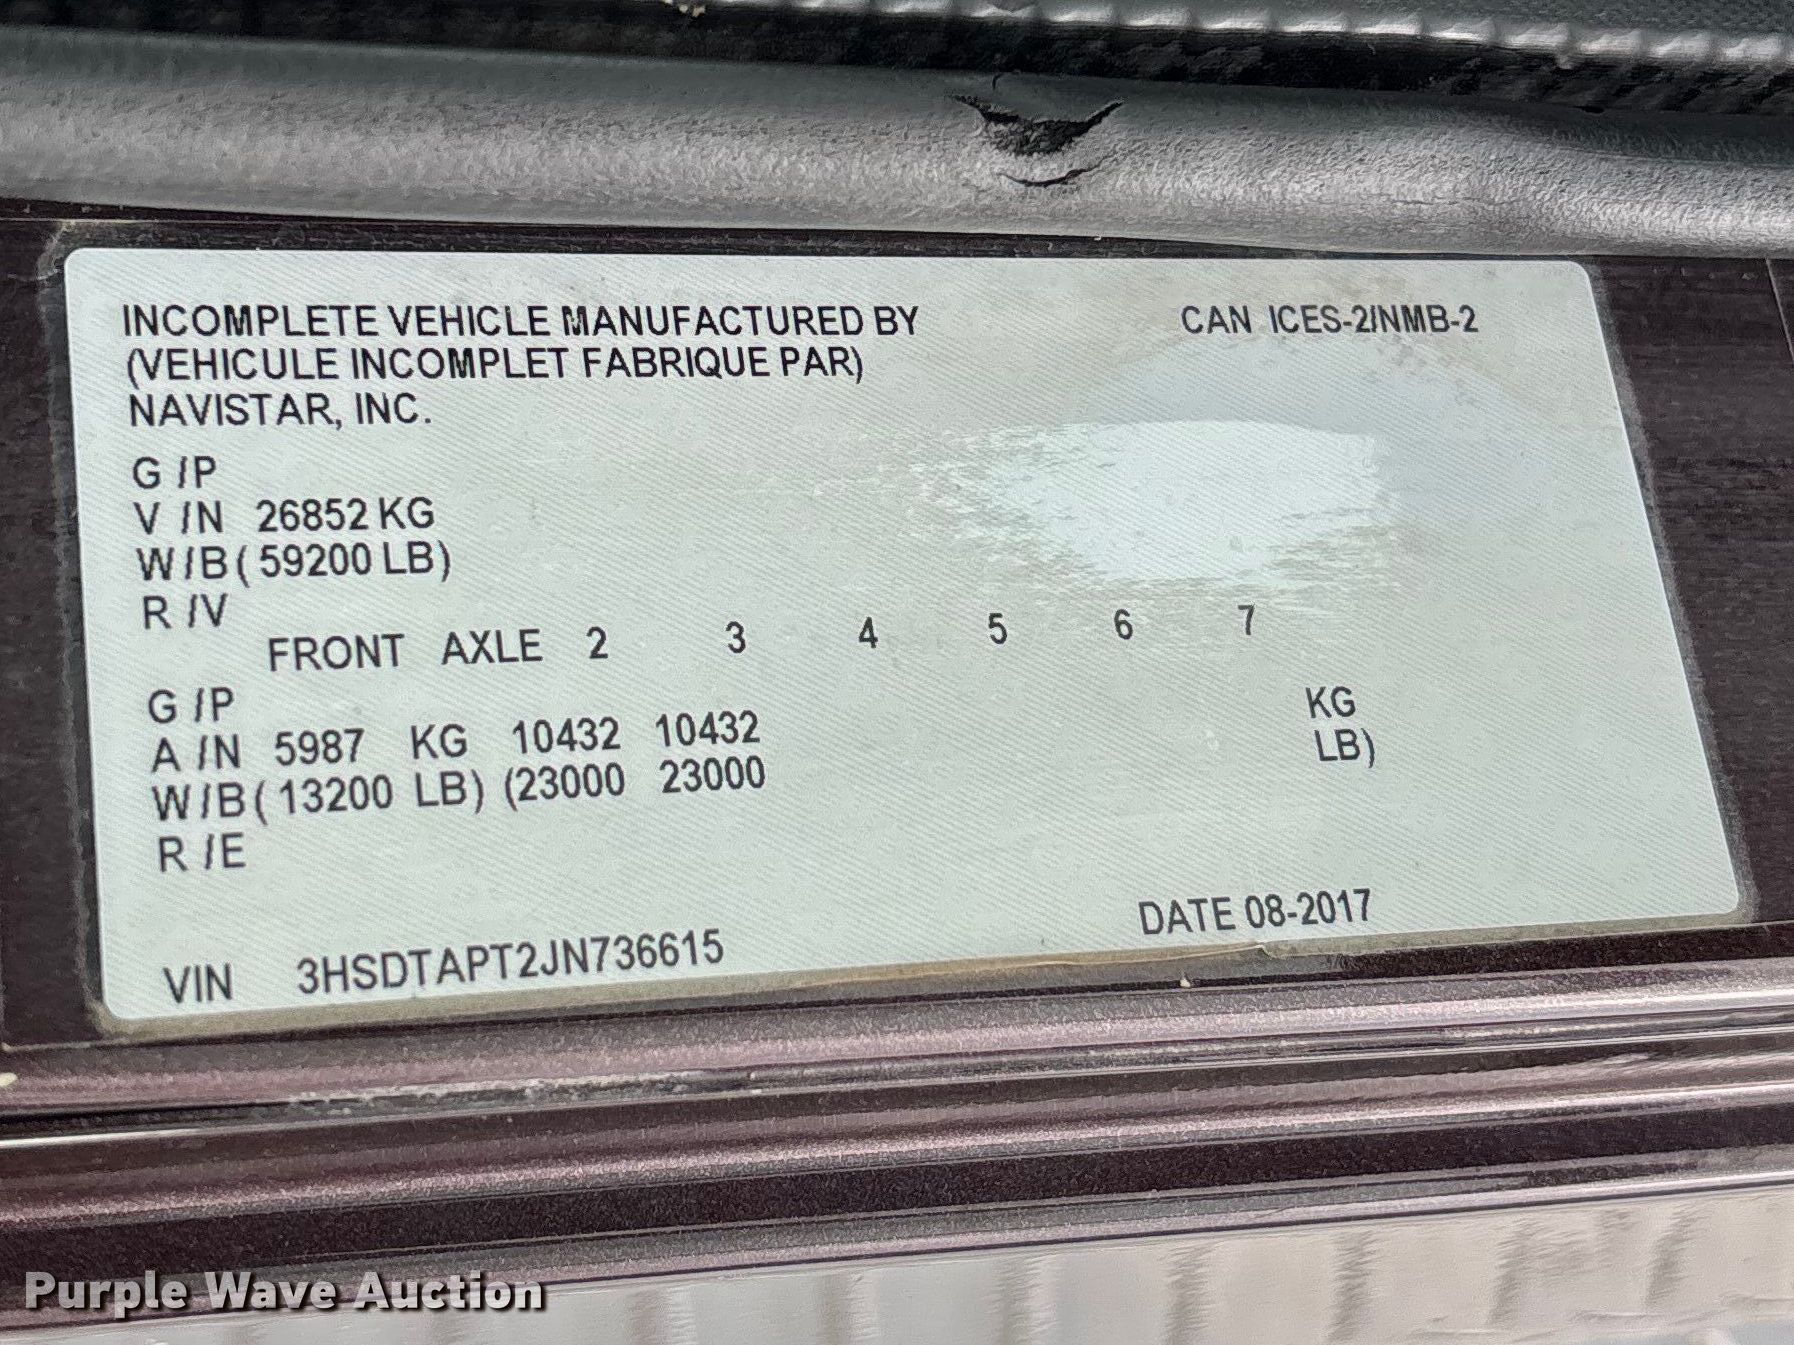 INCOMPLETE VEHICLE MANUFACTURED BY CAN ICES-2/NMB-2
(VEHICULE INCOMPLET FABRIQUE PAR)
NAVISTAR, INC.
G /P
V /N 26852 KG
W/B ( 59200 LB)
R /V
FRONT AXLE 2 3 4 5 6 7
G /P
A /N 5987 KG 10432 10432 KG
W/B ( 13200 LB) (23000 23000 LB)
R /E
VIN 3HSDTAPT2JN736615 DATE 08-2017
Purple Wave Auction